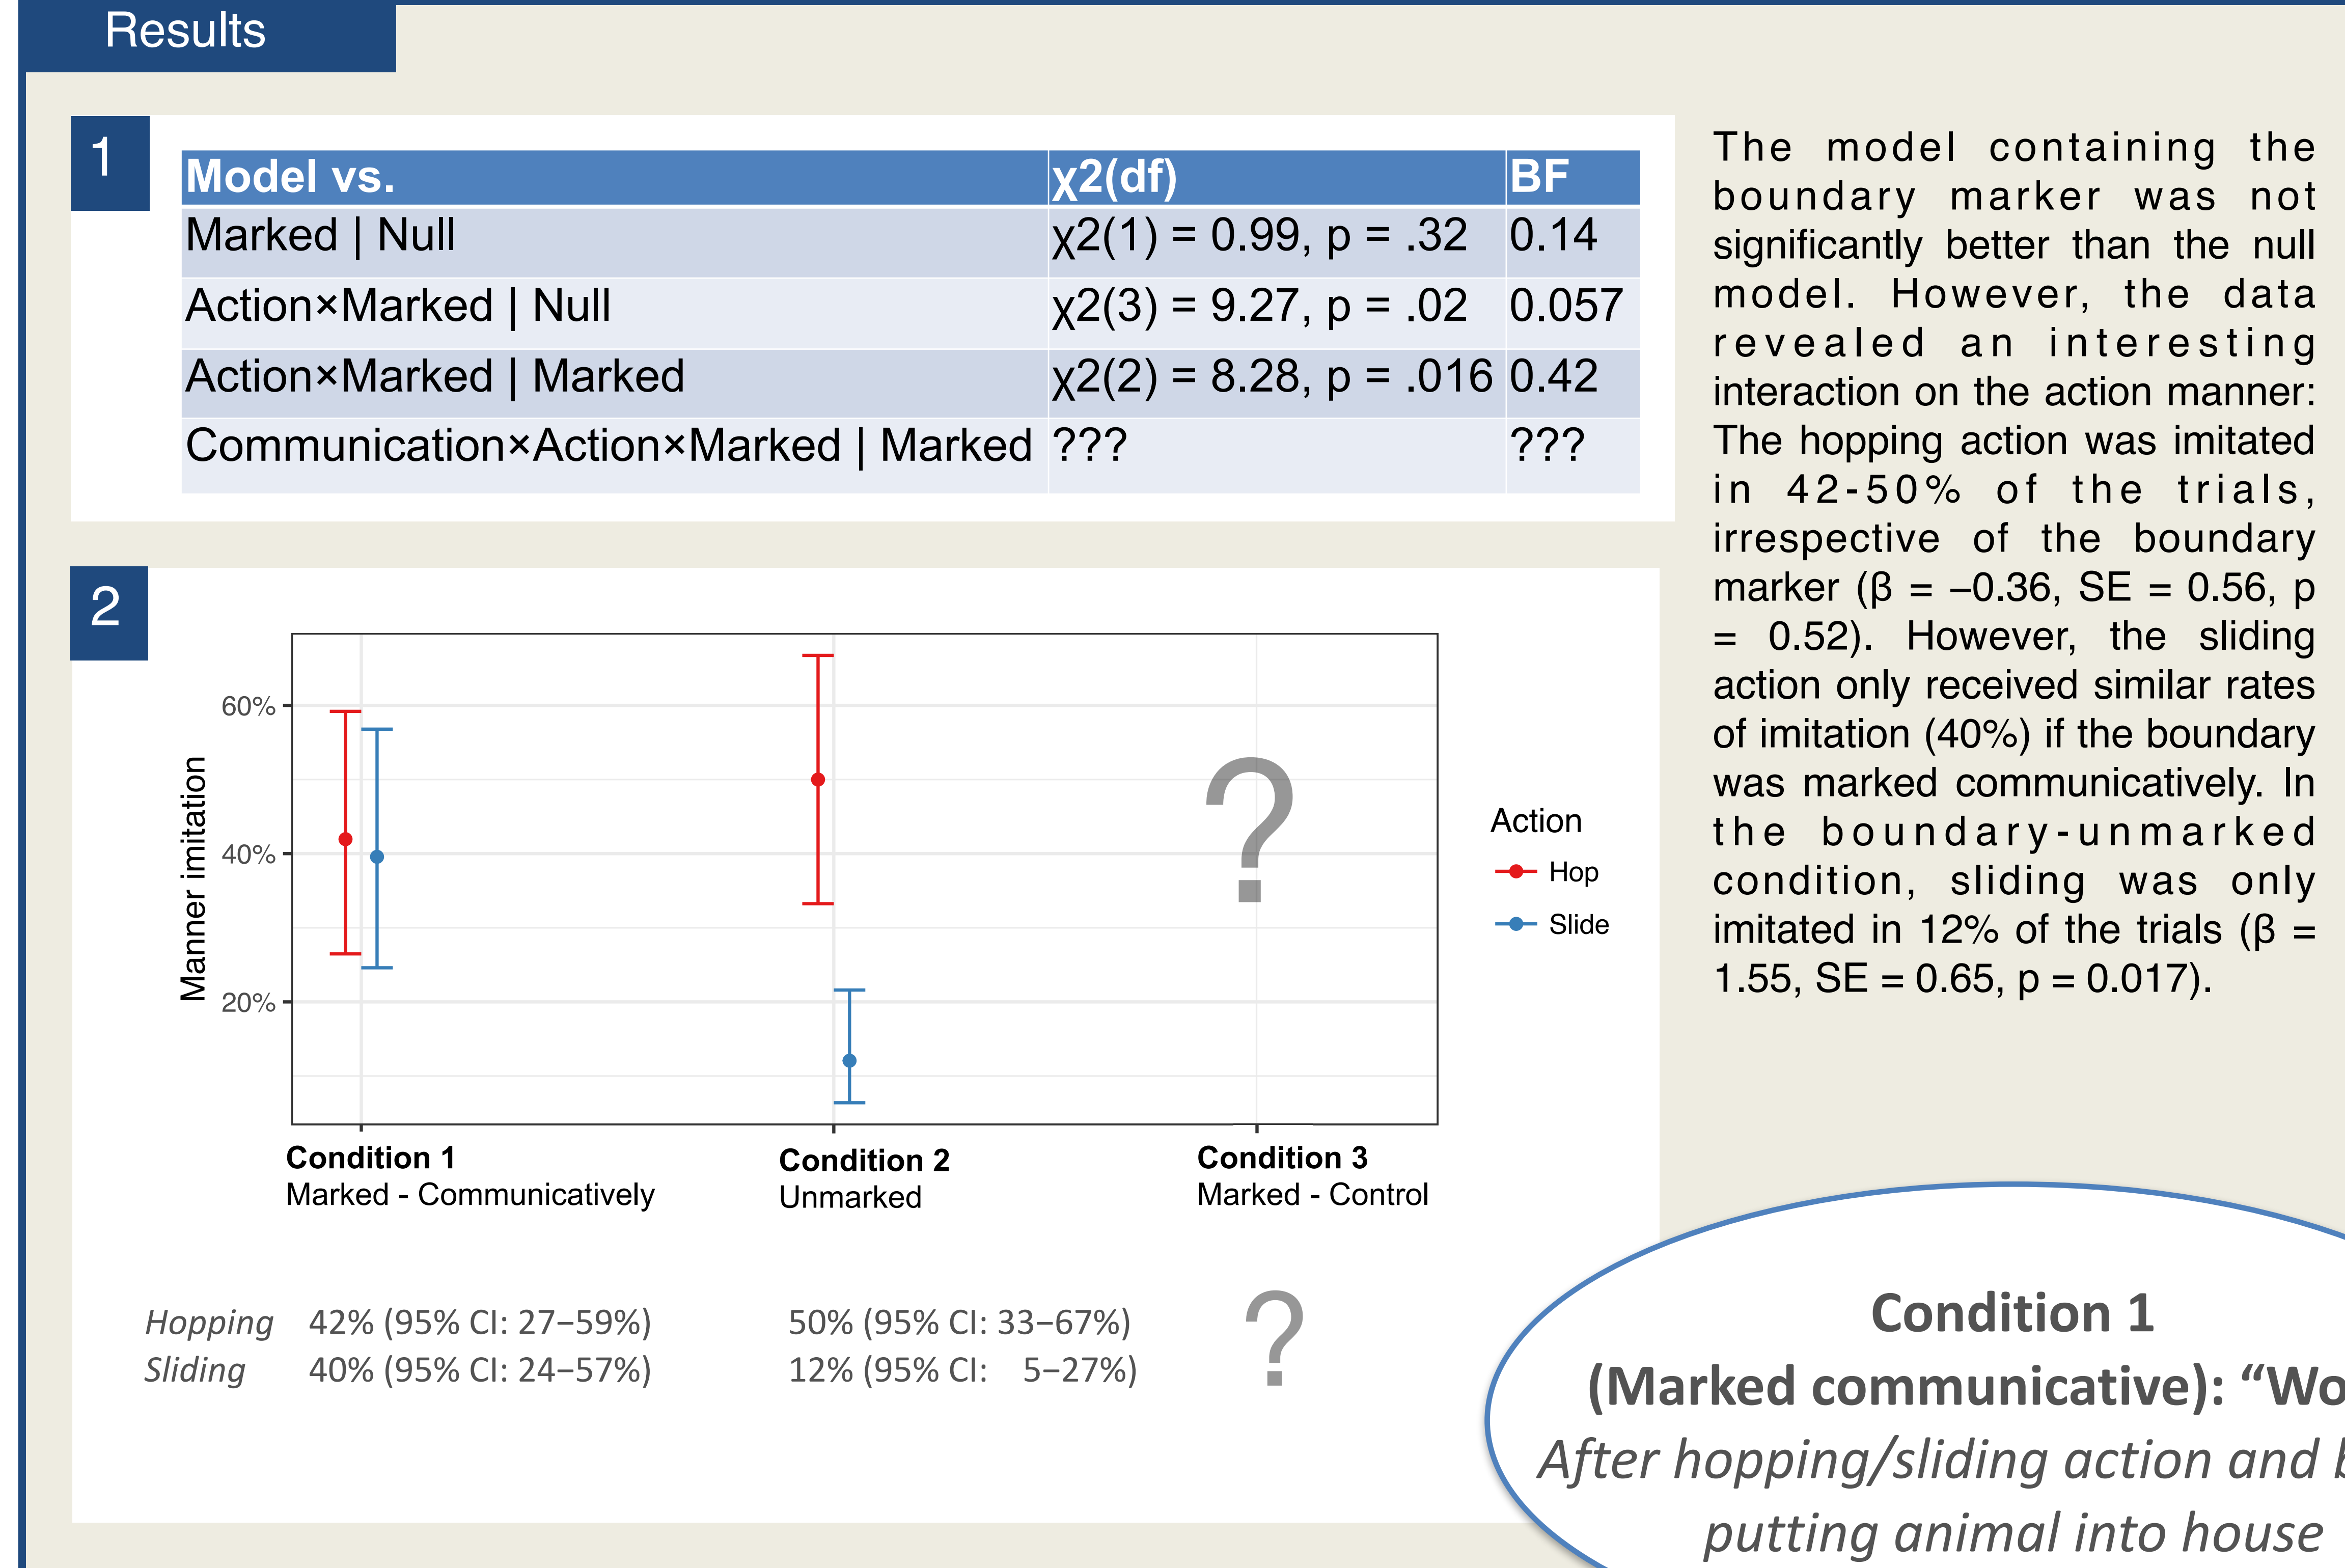 Results
1
Model vs. χ2(df) BF
Marked | Null χ2(1) = 0.99, p = .32 0.14
Action×Marked | Null χ2(3) = 9.27, p = .02 0.057
Action×Marked | Marked χ2(2) = 8.28, p = .016 0.42
Communication×Action×Marked | Marked ??? ???
The model containing the
boundary marker was not
significantly better than the null
model. However, the data
revealed an interesting
interaction on the action manner:
The hopping action was imitated
in 42-50% of the trials,
irrespective of the boundary
marker (β = –0.36, SE = 0.56, p
= 0.52). However, the sliding
action only received similar rates
of imitation (40%) if the boundary
was marked communicatively. In
the boundary-unmarked
condition, sliding was only
imitated in 12% of the trials (β =
1.55, SE = 0.65, p = 0.017).
2
Manner imitation
60%
40%
20%
?
Action
Hop
Slide
Condition 1
Marked - Communicatively
Condition 2
Unmarked
Condition 3
Marked - Control
Hopping 42% (95% CI: 27–59%) 50% (95% CI: 33–67%)
Sliding 40% (95% CI: 24–57%) 12% (95% CI: 5–27%)
?
Condition 1
(Marked communicative): “Wo
After hopping/sliding action and
putting animal into house